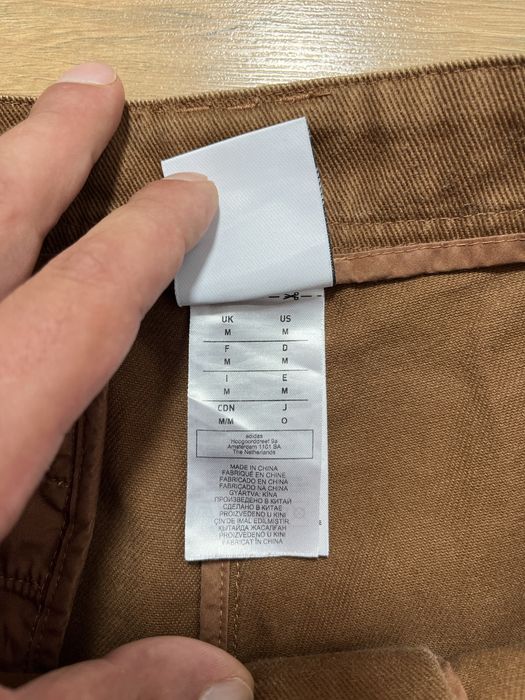 UK US
M M
F D
M M
I E
M M
CDN J
M/M O
adidas
Hoogoorddreef 9a
Amsterdam 1101 BA
The Netherlands
MADE IN CHINA
FABRIQUÉ EN CHINE
FABRICADO EN CHINA
FABRICADO NA CHINA
GYÁRTVA: KÍNA
ПРОИЗВЕДЕНО В КИТАЙ
СДЕЛАНО В КИТАЕ
PROIZVEDENO U KINI
ÇİN'DE İMAL EDİLMİŞTİR
КЫТАЙДА ЖАСАЛҒАН
PROIZVEDENO U KINI
FABRICAT ÎN CHINA
E